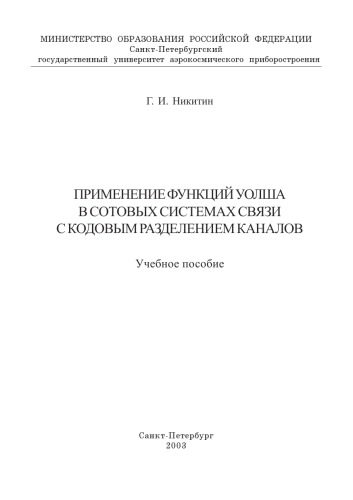 МИНИСТЕРСТВО ОБРАЗОВАНИЯ РОССИЙСКОЙ ФЕДЕРАЦИИ
Санкт-Петербургский
государственный университет аэрокосмического приборостроения
Г. И. Никитин
ПРИМЕНЕНИЕ ФУНКЦИЙ УОЛША
В СОТОВЫХ СИСТЕМАХ СВЯЗИ
С КОДОВЫМ РАЗДЕЛЕНИЕМ КАНАЛОВ
Учебное пособие
Санкт-Петербург
2003